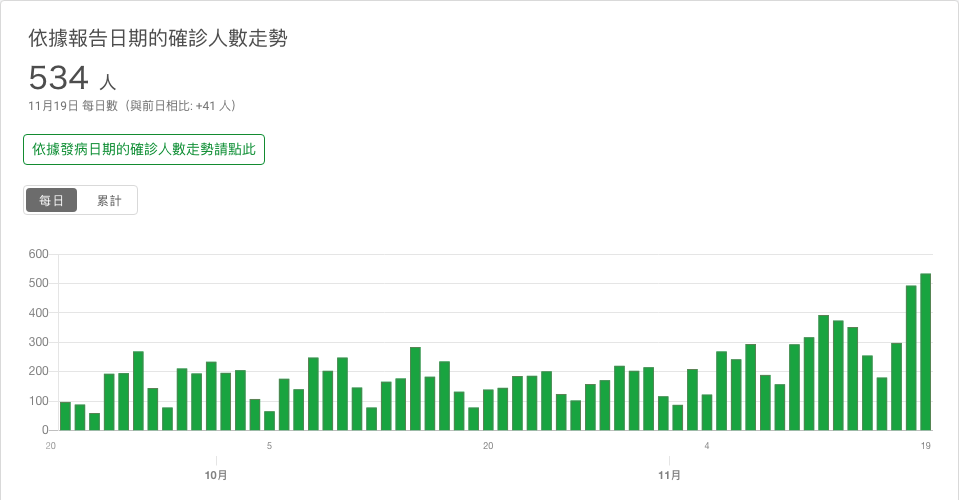 依據報告日期的確診人數走勢
534 人
11月19日 每日數（與前日相比: +41 人）
依據發病日期的確診人數走勢請點此
每日 累計
600
500
400
300
200
100
0
20 5 20 4 19
10月 11月